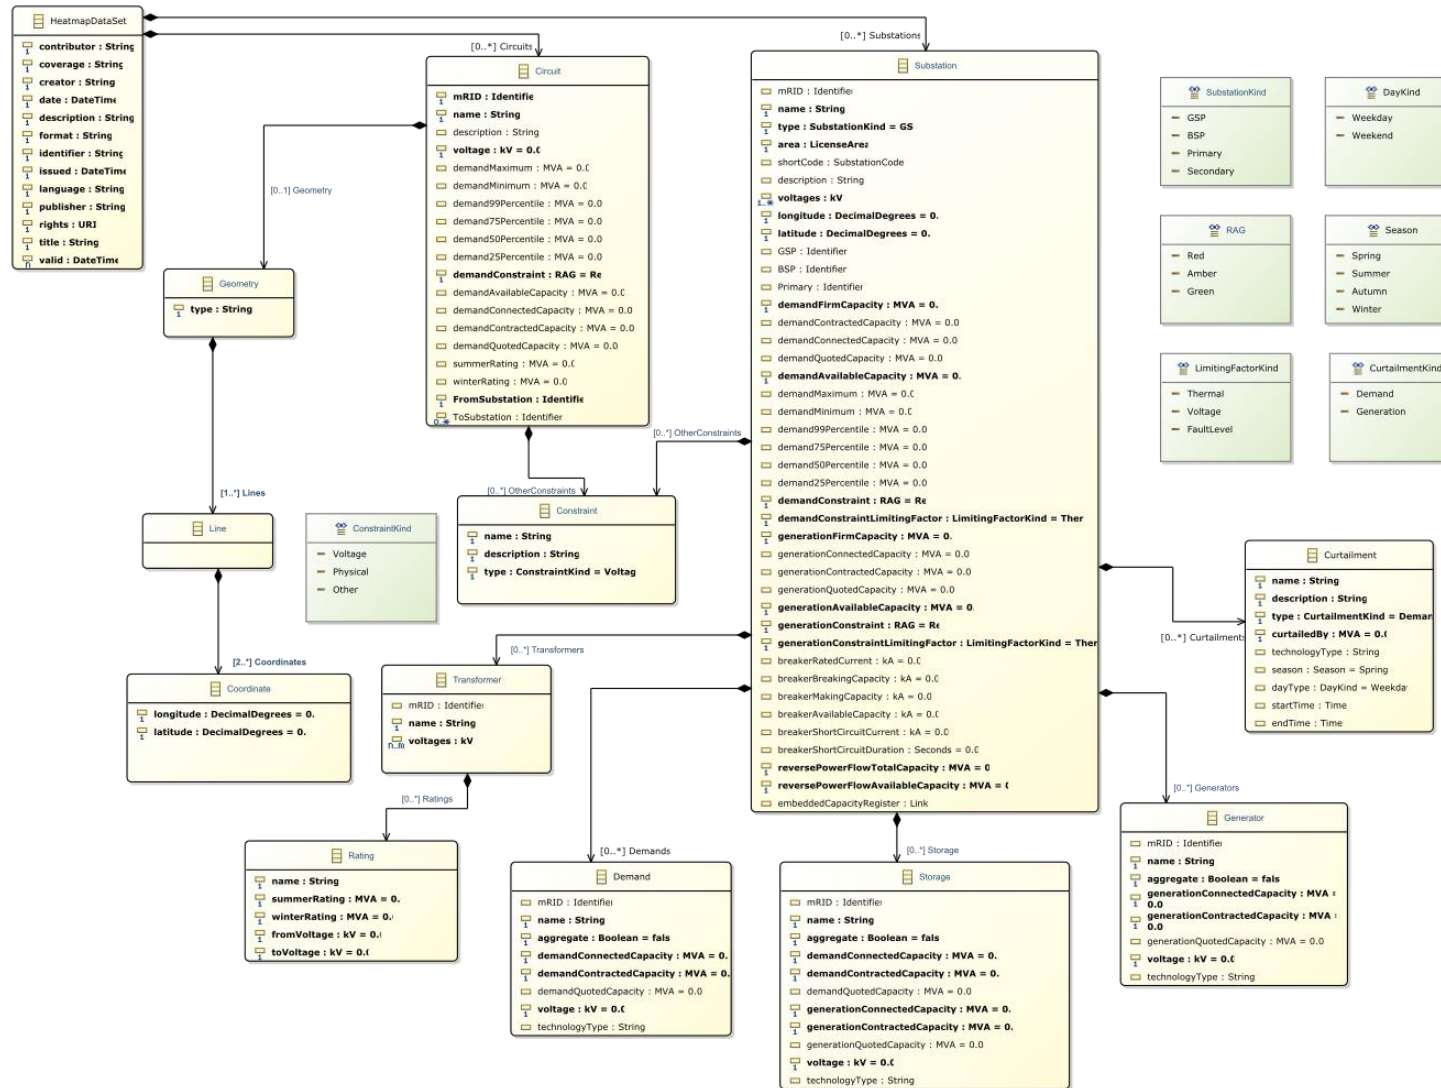 HeatmapDataSet
contributor : String
coverage : String
creator : String
date : DateTime
description : String
format : String
identifier : String
issued : DateTime
language : String
publisher : String
rights : URI
title : String
valid : DateTime
[0..*] Circuits
[0..*] Substations
Circuit
mRID : Identifie
name : String
description : String
voltage : kV = 0.0
demandMaximum : MVA = 0.0
demandMinimum : MVA = 0.0
demand99Percentile : MVA = 0.0
demand75Percentile : MVA = 0.0
demand50Percentile : MVA = 0.0
demand25Percentile : MVA = 0.0
demandConstraint : RAG = Re
demandAvailableCapacity : MVA = 0.0
demandConnectedCapacity : MVA = 0.0
demandContractedCapacity : MVA = 0.0
demandQuotedCapacity : MVA = 0.0
summerRating : MVA = 0.0
winterRating : MVA = 0.0
FromSubstation : Identifie
ToSubstation : Identifier
0..*
[0..1] Geometry
Geometry
type : String
[1..*] Lines
Line
[2..*] Coordinates
Coordinate
longitude : DecimalDegrees = 0.
latitude : DecimalDegrees = 0.
ConstraintKind
Voltage
Physical
Other
[0..*] OtherConstraints
[0..*] OtherConstraints
Constraint
name : String
description : String
type : ConstraintKind = Voltag
Substation
mRID : Identifier
name : String
type : SubstationKind = GS
area : LicenseArea
shortCode : SubstationCode
description : String
voltages : kV
1..*
longitude : DecimalDegrees = 0.
latitude : DecimalDegrees = 0.
GSP : Identifier
BSP : Identifier
Primary : Identifier
demandFirmCapacity : MVA = 0.
demandContractedCapacity : MVA = 0.0
demandConnectedCapacity : MVA = 0.0
demandQuotedCapacity : MVA = 0.0
demandAvailableCapacity : MVA = 0.
demandMaximum : MVA = 0.0
demandMinimum : MVA = 0.0
demand99Percentile : MVA = 0.0
demand75Percentile : MVA = 0.0
demand50Percentile : MVA = 0.0
demand25Percentile : MVA = 0.0
demandConstraint : RAG = Re
demandConstraintLimitingFactor : LimitingFactorKind = Ther
generationFirmCapacity : MVA = 0.
generationConnectedCapacity : MVA = 0.0
generationContractedCapacity : MVA = 0.0
generationQuotedCapacity : MVA = 0.0
generationAvailableCapacity : MVA = 0.
generationConstraint : RAG = Re
generationConstraintLimitingFactor : LimitingFactorKind = Ther
breakerRatedCurrent : kA = 0.0
breakerBreakingCapacity : kA = 0.0
breakerMakingCapacity : kA = 0.0
breakerAvailableCapacity : kA = 0.0
breakerShortCircuitCurrent : kA = 0.0
breakerShortCircuitDuration : Seconds = 0.0
reversePowerFlowTotalCapacity : MVA = 0
reversePowerFlowAvailableCapacity : MVA = (
embeddedCapacityRegister : Link
SubstationKind
GSP
BSP
Primary
Secondary
DayKind
Weekday
Weekend
RAG
Red
Amber
Green
Season
Spring
Summer
Autumn
Winter
LimitingFactorKind
Thermal
Voltage
FaultLevel
CurtailmentKind
Demand
Generation
[0..*] Curtailments
Curtailment
name : String
description : String
type : CurtailmentKind = Deman
curtailedBy : MVA = 0.0
technologyType : String
season : Season = Spring
dayType : DayKind = Weekday
startTime : Time
endTime : Time
[0..*] Transformers
Transformer
mRID : Identifier
name : String
voltages : kV
n..m
[0..*] Ratings
Rating
name : String
summerRating : MVA = 0.
winterRating : MVA = 0.
fromVoltage : kV = 0.0
toVoltage : kV = 0.0
[0..*] Demands
Demand
mRID : Identifier
name : String
aggregate : Boolean = fals
demandConnectedCapacity : MVA = 0.
demandContractedCapacity : MVA = 0.
demandQuotedCapacity : MVA = 0.0
voltage : kV = 0.0
technologyType : String
[0..*] Storage
Storage
mRID : Identifier
name : String
aggregate : Boolean = fals
demandConnectedCapacity : MVA = 0.
demandContractedCapacity : MVA = 0.
demandQuotedCapacity : MVA = 0.0
generationConnectedCapacity : MVA = 0.
generationContractedCapacity : MVA = 0.
generationQuotedCapacity : MVA = 0.0
voltage : kV = 0.0
technologyType : String
[0..*] Generators
Generator
mRID : Identifier
name : String
aggregate : Boolean = fals
generationConnectedCapacity : MVA =
0.0
generationContractedCapacity : MVA =
0.0
generationQuotedCapacity : MVA = 0.0
voltage : kV = 0.0
technologyType : String